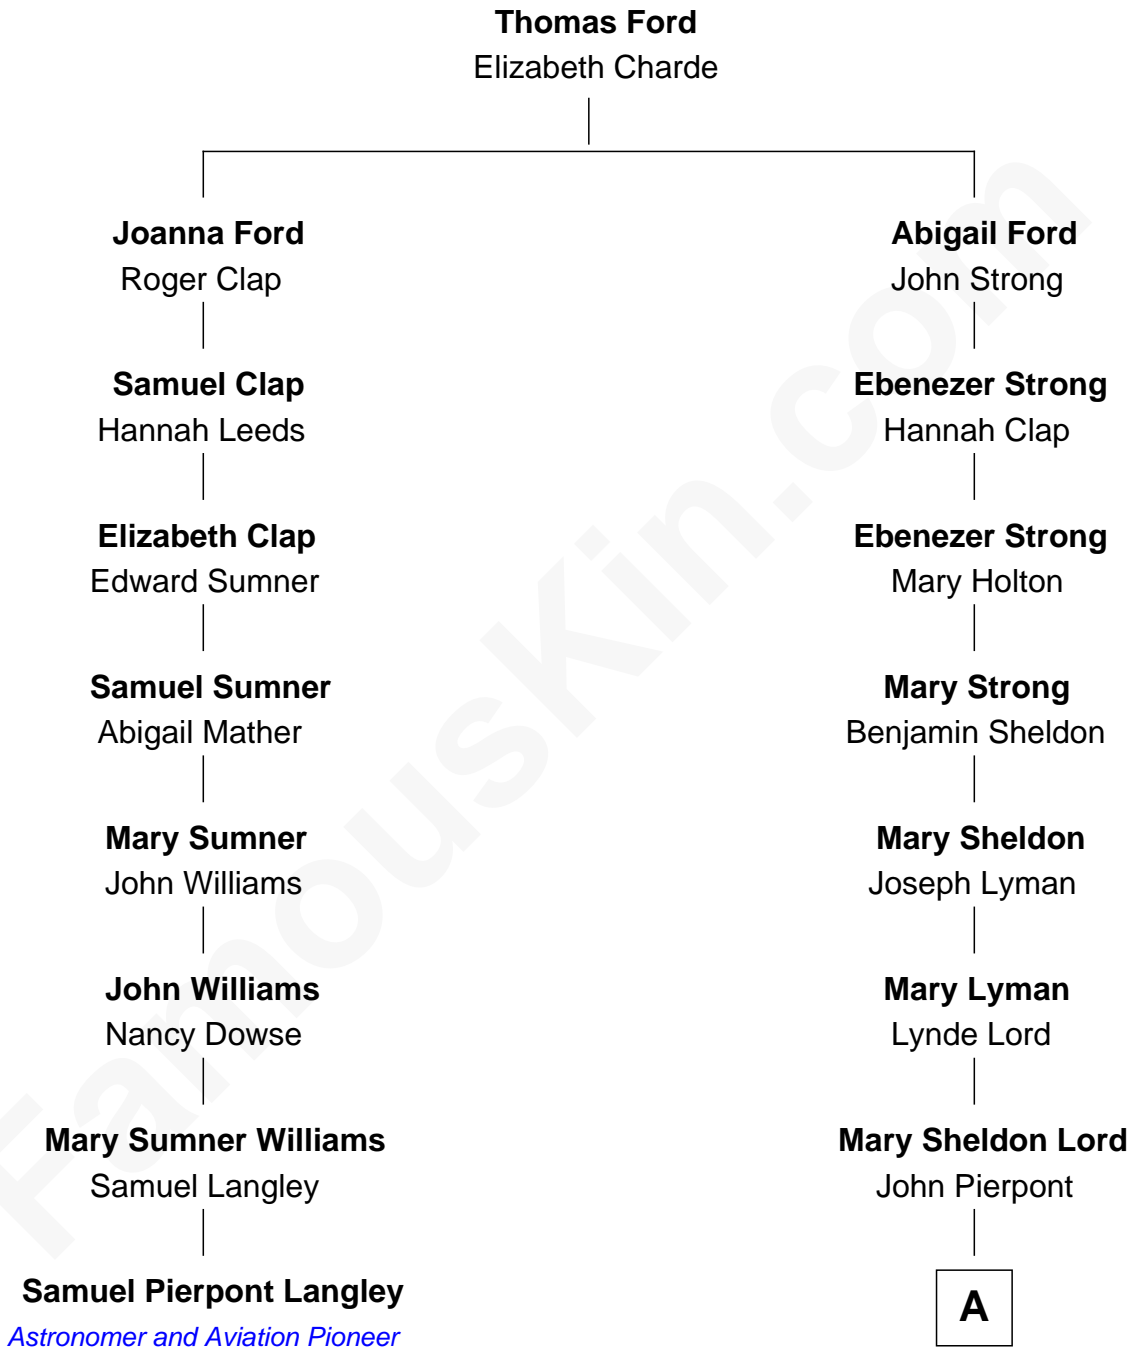 Thomas Ford
Elizabeth Charde
Joanna Ford
Roger Clap
Abigail Ford
John Strong
Samuel Clap
Hannah Leeds
Ebenezer Strong
Hannah Clap
Elizabeth Clap
Edward Sumner
Ebenezer Strong
Mary Holton
Samuel Sumner
Abigail Mather
Mary Strong
Benjamin Sheldon
Mary Sumner
John Williams
Mary Sheldon
Joseph Lyman
John Williams
Nancy Dowse
Mary Lyman
Lynde Lord
Mary Sumner Williams
Samuel Langley
Mary Sheldon Lord
John Pierpont
Samuel Pierpont Langley
Astronomer and Aviation Pioneer
A
FamousKin.com